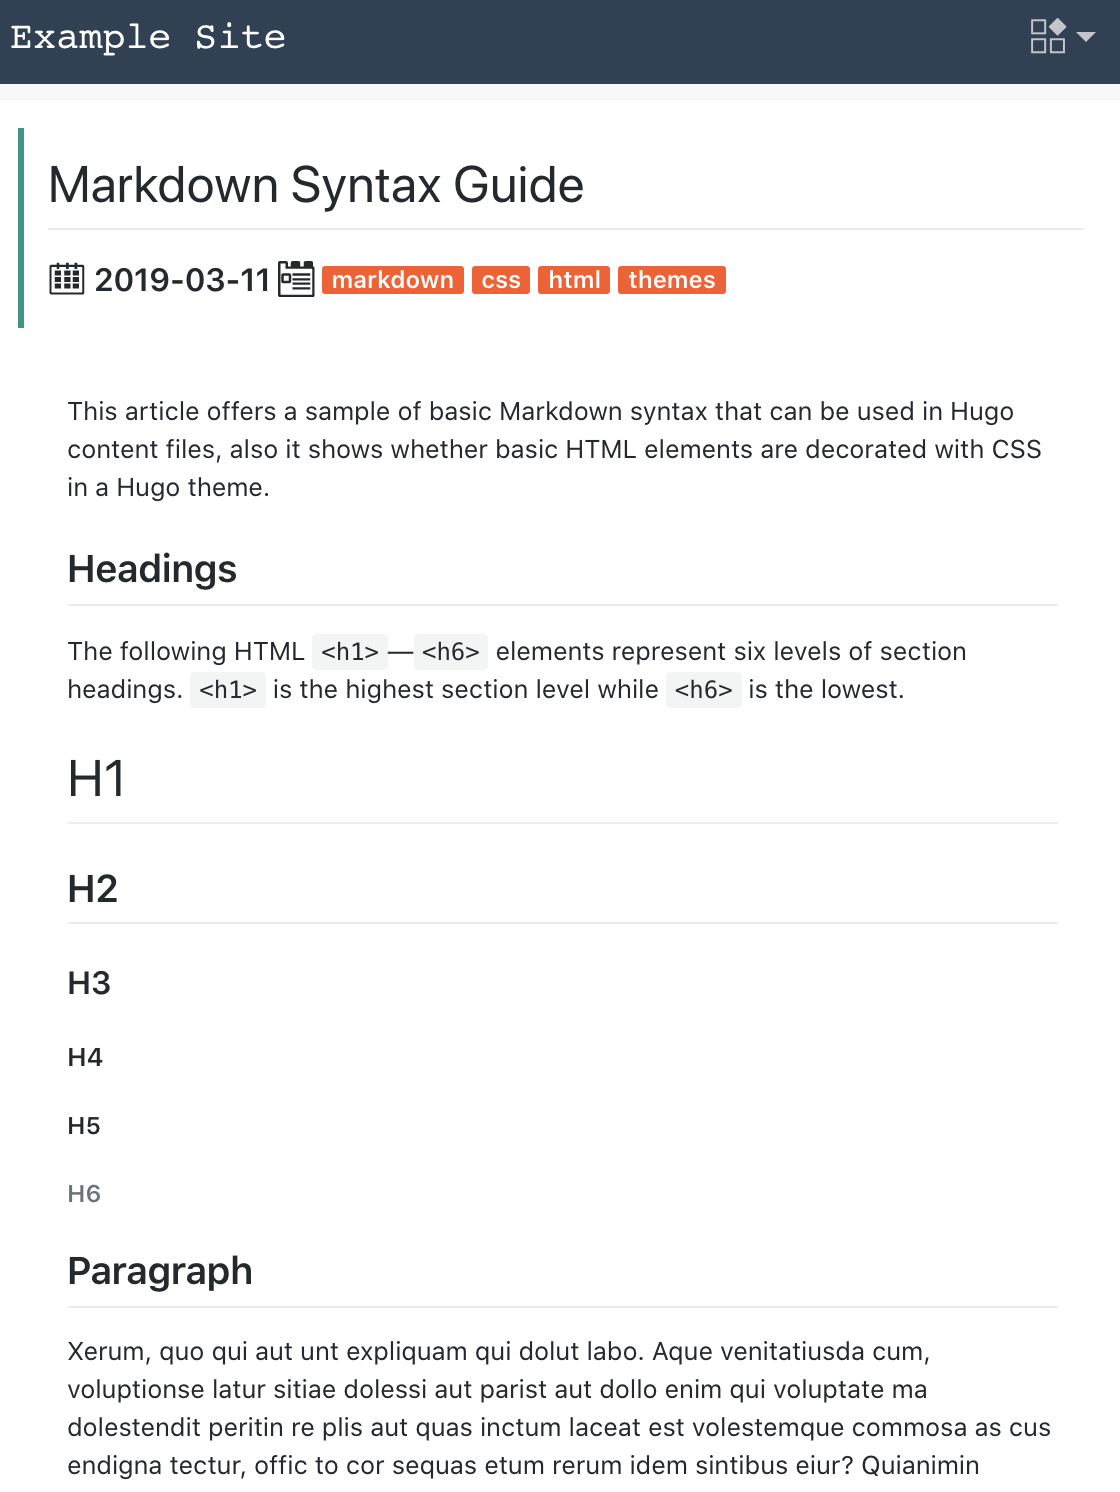 Example Site
Markdown Syntax Guide
2019-03-11 markdown css html themes
This article offers a sample of basic Markdown syntax that can be used in Hugo
content files, also it shows whether basic HTML elements are decorated with CSS
in a Hugo theme.
Headings
The following HTML <h1>—<h6> elements represent six levels of section
headings. <h1> is the highest section level while <h6> is the lowest.
H1
H2
H3
H4
H5
H6
Paragraph
Xerum, quo qui aut unt expliquam qui dolut labo. Aque venitatiusda cum,
voluptionse latur sitiae dolessi aut parist aut dollo enim qui voluptate ma
dolestendit peritin re plis aut quas inctum laceat est volestemque commosa as cus
endigna tectur, offic to cor sequas etum rerum idem sintibus eiur? Quianimin